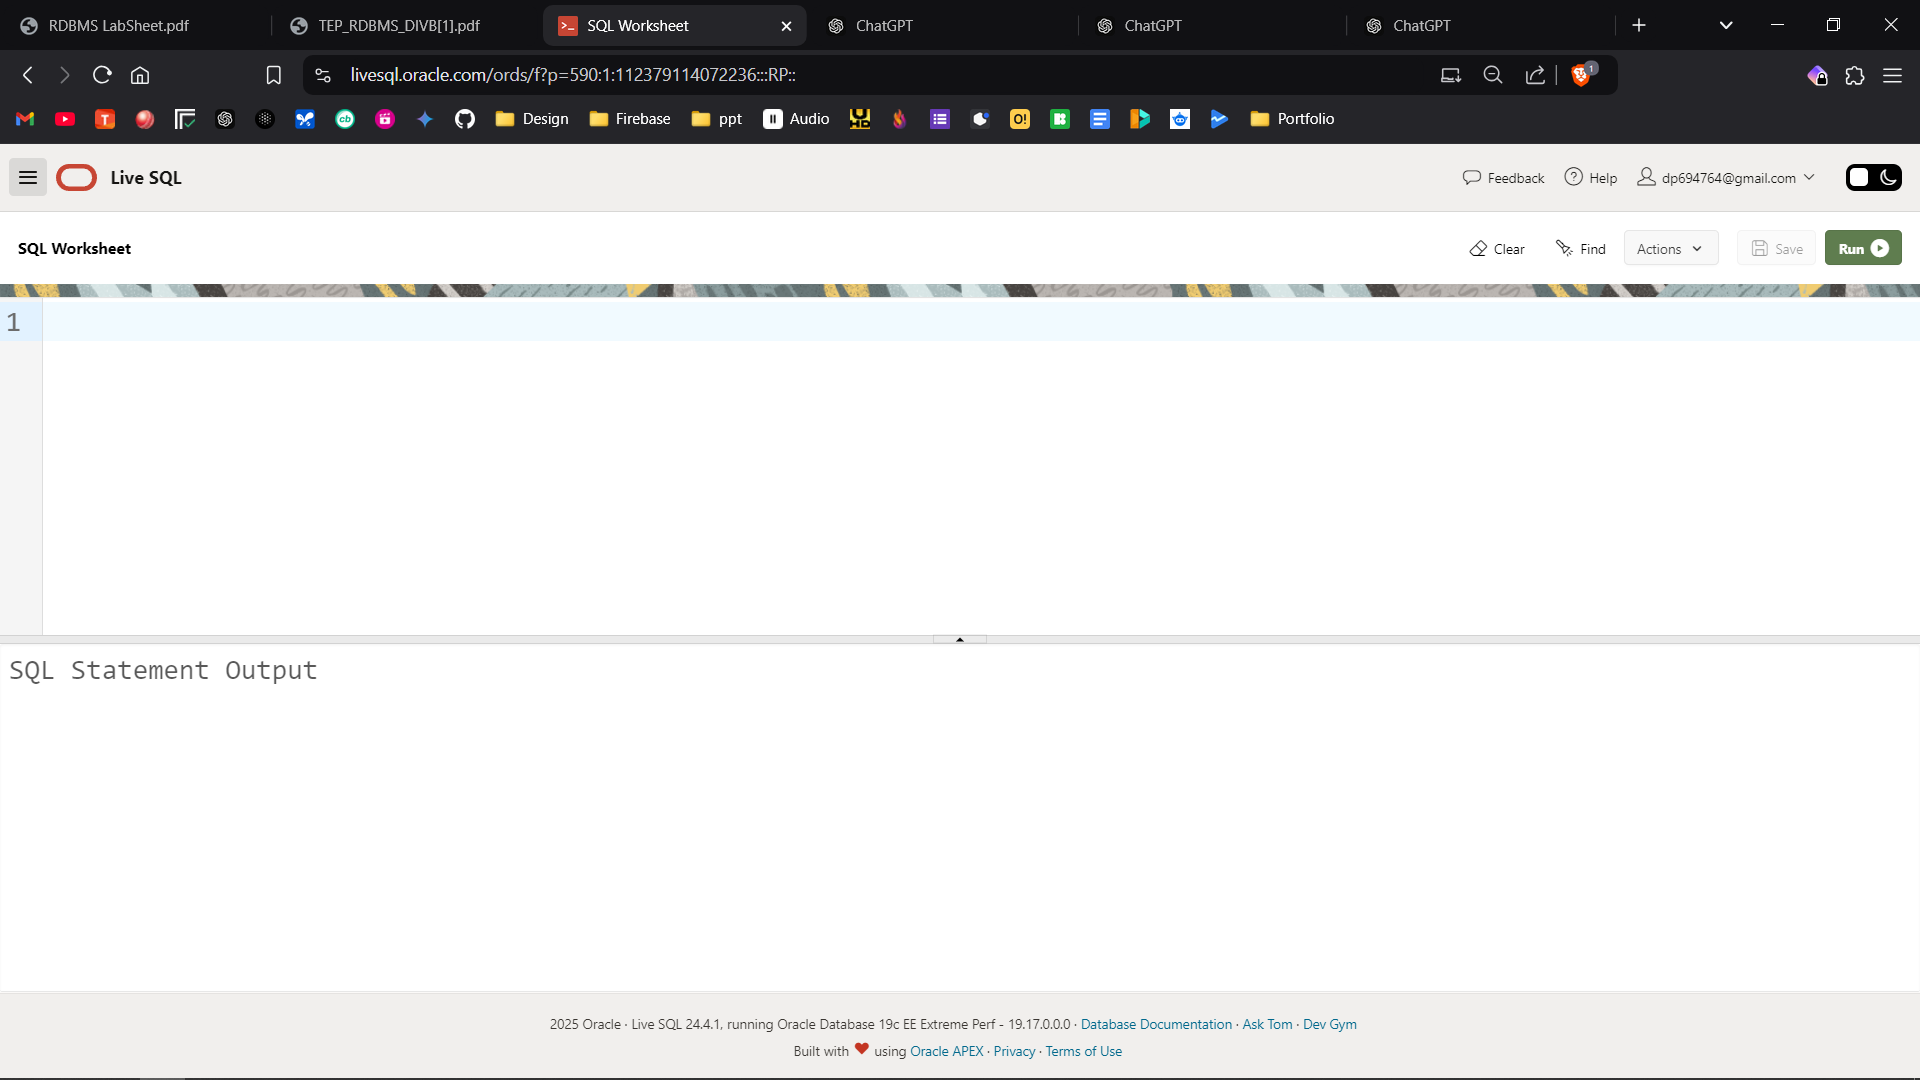 RDBMS LabSheet.pdf
TEP_RDBMS_DIVB[1].pdf
SQL Worksheet
ChatGPT
ChatGPT
ChatGPT
livesql.oracle.com/ords/f?p=590:1:112379114072236:::RP::
1
Design
Firebase
ppt
Audio
Portfolio
Live SQL
Feedback
Help
dp694764@gmail.com
SQL Worksheet
Clear
Find
Actions
Save
Run
1
SQL Statement Output
2025 Oracle · Live SQL 24.4.1, running Oracle Database 19c EE Extreme Perf - 19.17.0.0.0 · Database Documentation · Ask Tom · Dev Gym
Built with ❤ using Oracle APEX · Privacy · Terms of Use